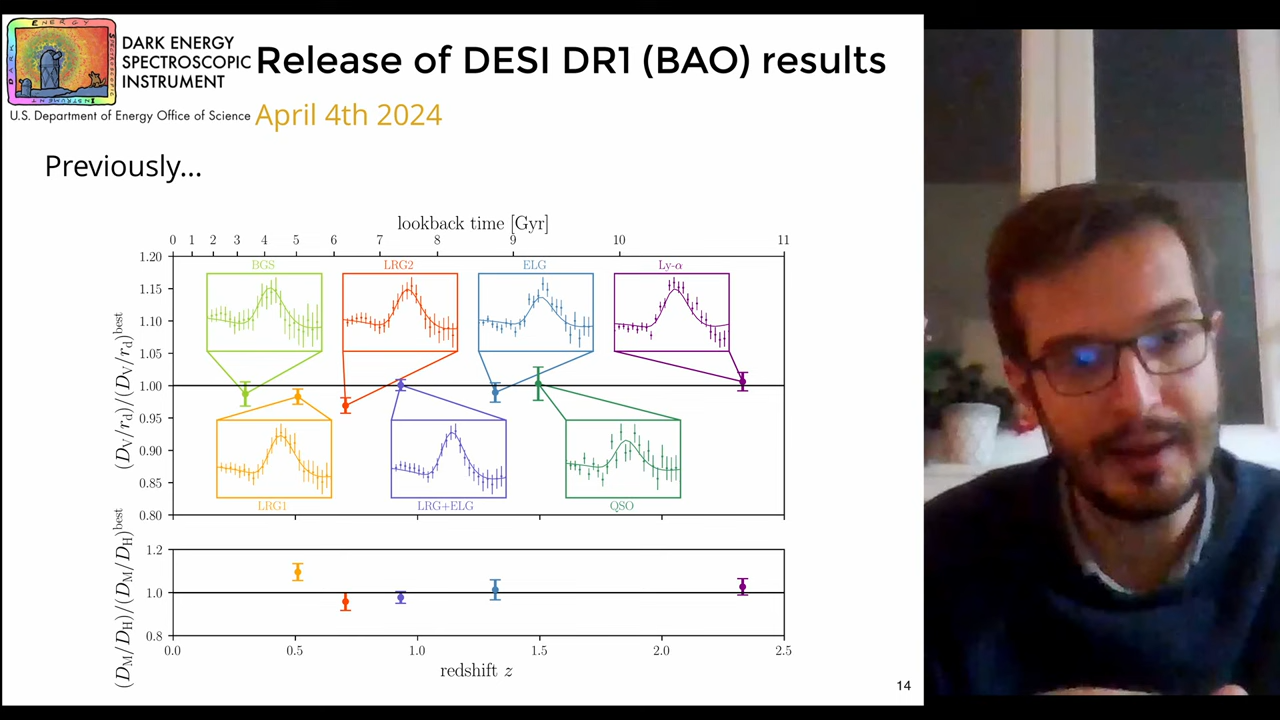 DARK ENERGY
SPECTROSCOPIC
INSTRUMENT
U.S. Department of Energy Office of Science
Release of DESI DR1 (BAO) results
April 4th 2024
Previously...
lookback time [Gyr]
0 1 2 3 4 5 6 7 8 9 10 11
1.20
1.15
1.10
1.05
1.00
0.95
0.90
0.85
0.80
(D_V/r_d)/(D_V/r_d)^best
BGS
LRG2
ELG
Ly-α
LRG1
LRG+ELG
QSO
1.2
1.0
0.8
(D_M/D_H)/(D_M/D_H)^best
0.0 0.5 1.0 1.5 2.0 2.5
redshift z
14